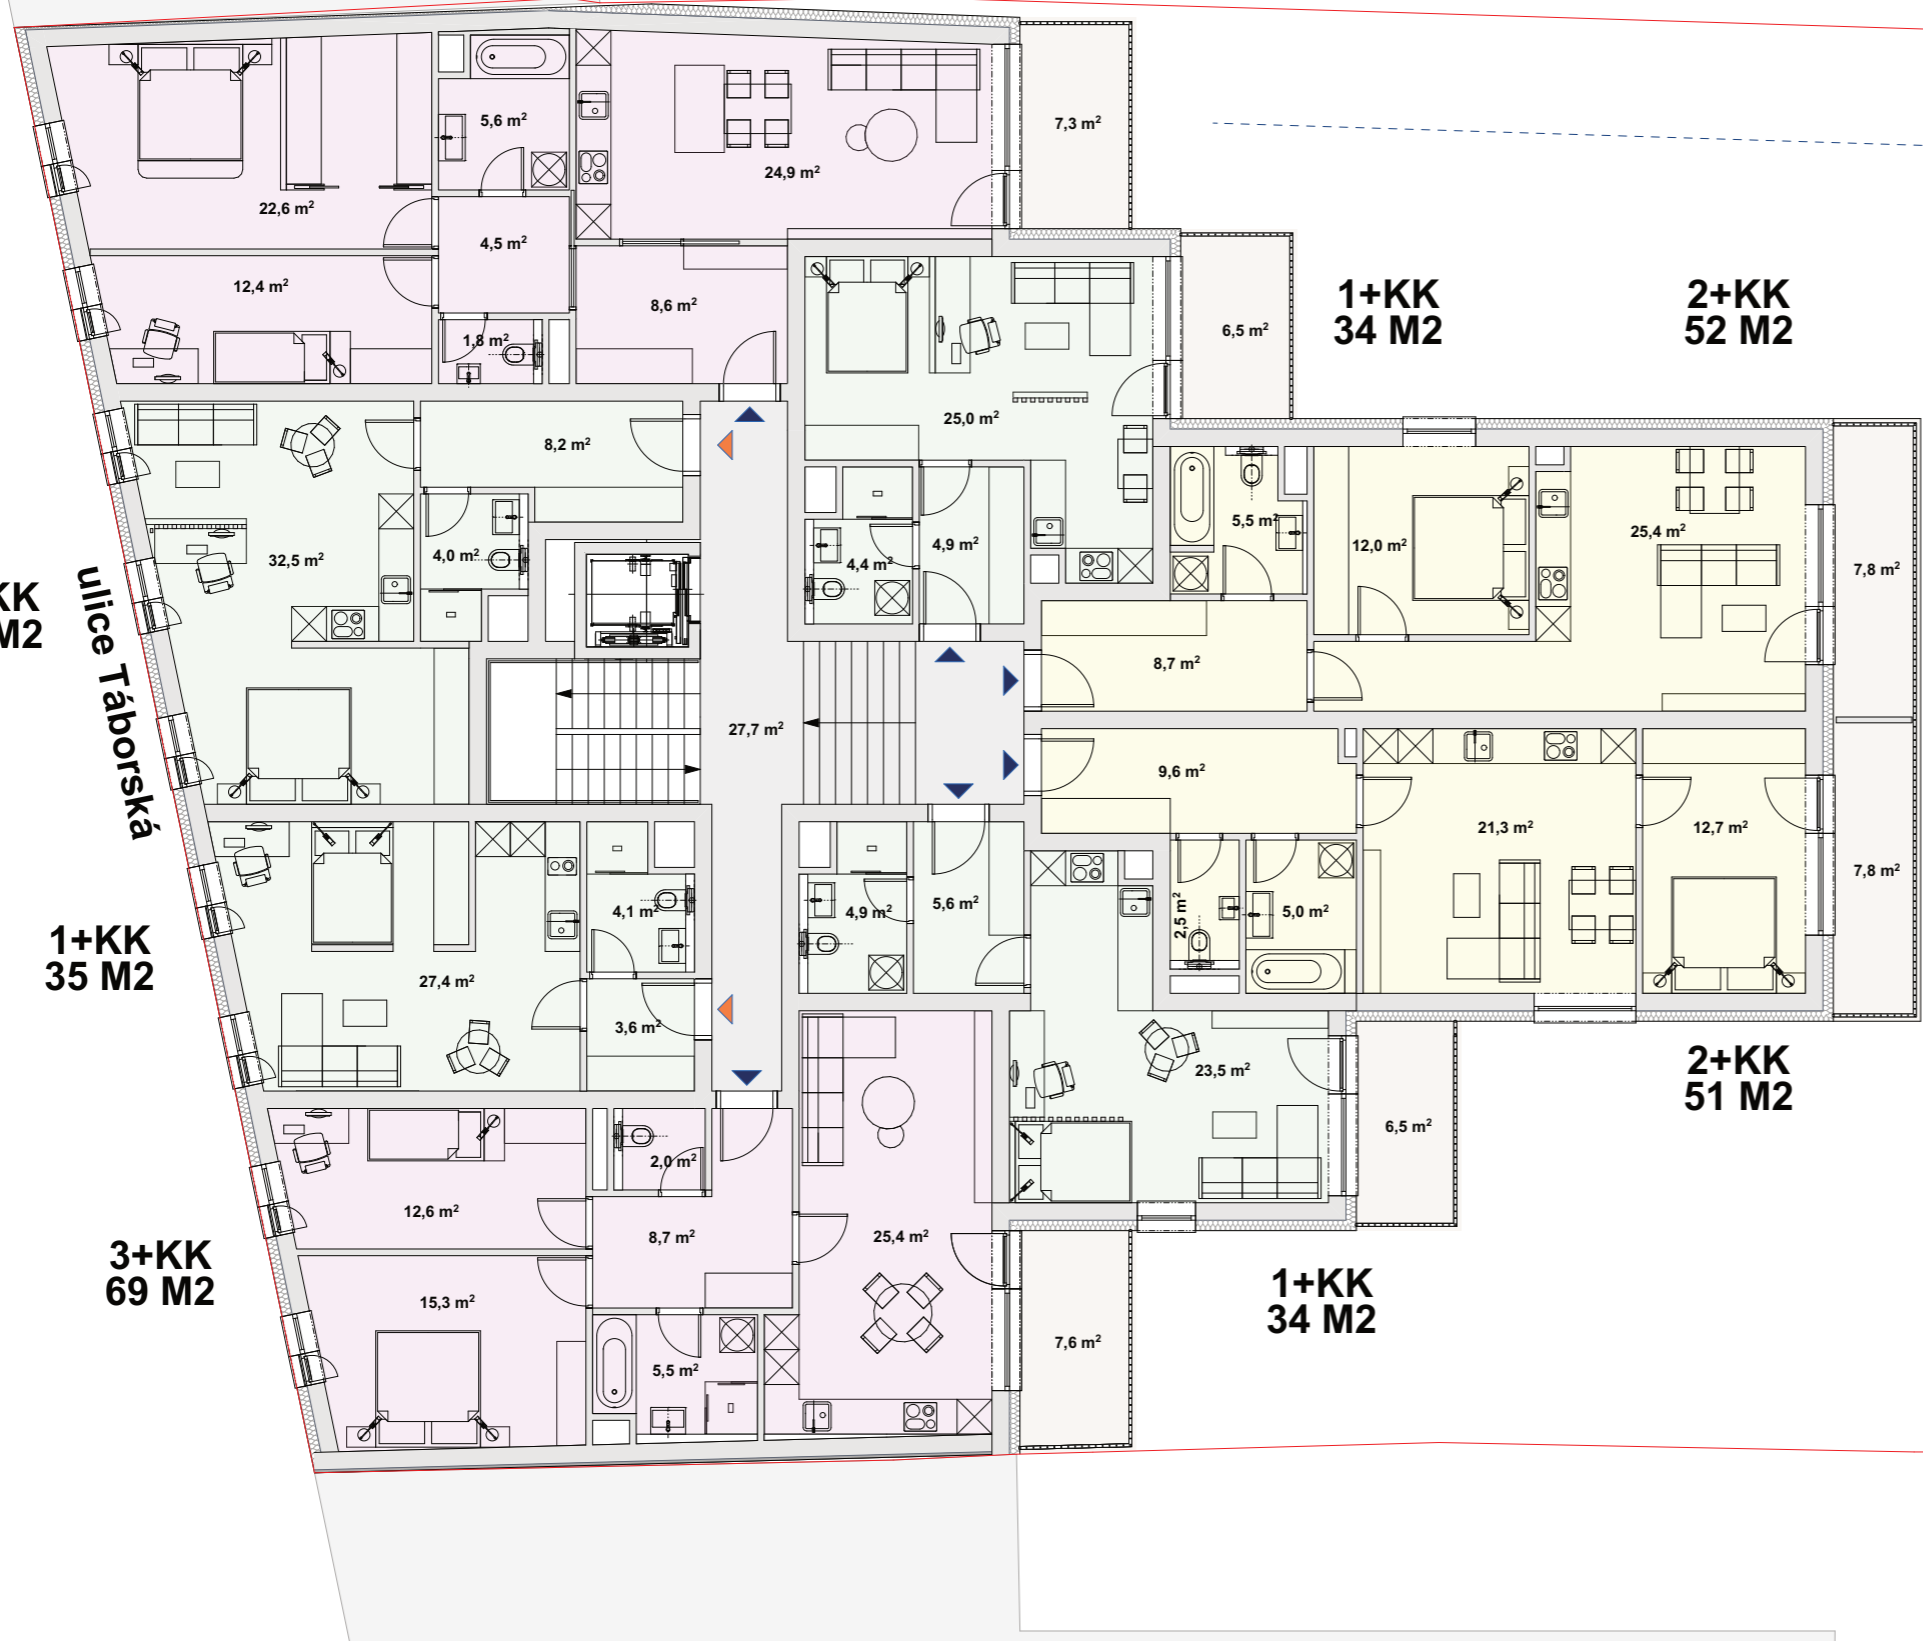 5,6 m²
7,3 m²
24,9 m²
22,6 m²
4,5 m²
12,4 m²
8,6 m²
1,8 m²
6,5 m²
1+KK
34 M2
2+KK
52 M2
25,0 m²
8,2 m²
32,5 m²
4,0 m²
4,4 m²
4,9 m²
5,5 m²
12,0 m²
25,4 m²
7,8 m²
KK
M2
ulice Táborská
8,7 m²
27,7 m²
9,6 m²
21,3 m²
12,7 m²
7,8 m²
1+KK
35 M2
27,4 m²
4,1 m²
3,6 m²
4,9 m²
5,6 m²
2,5 m²
5,0 m²
23,5 m²
6,5 m²
2+KK
51 M2
2,0 m²
12,6 m²
8,7 m²
25,4 m²
3+KK
69 M2
15,3 m²
5,5 m²
7,6 m²
1+KK
34 M2